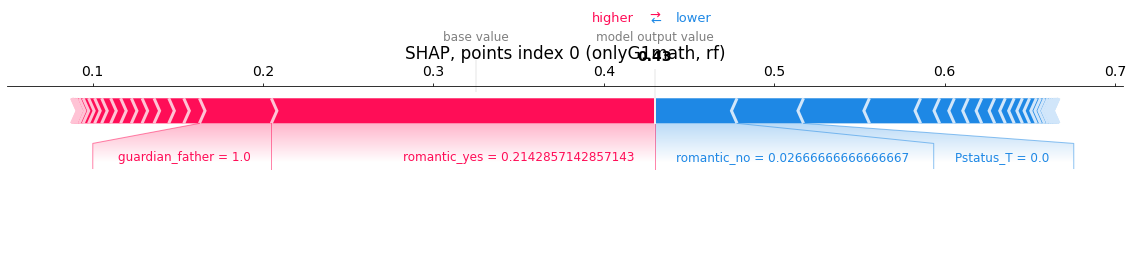 higher ⇄ lower
base value model output value
SHAP, points index 0 (onlyG1math, rf)
0.43
0.1 0.2 0.3 0.4 0.5 0.6 0.7
guardian_father = 1.0 romantic_yes = 0.2142857142857143 romantic_no = 0.02666666666666667 Pstatus_T = 0.0